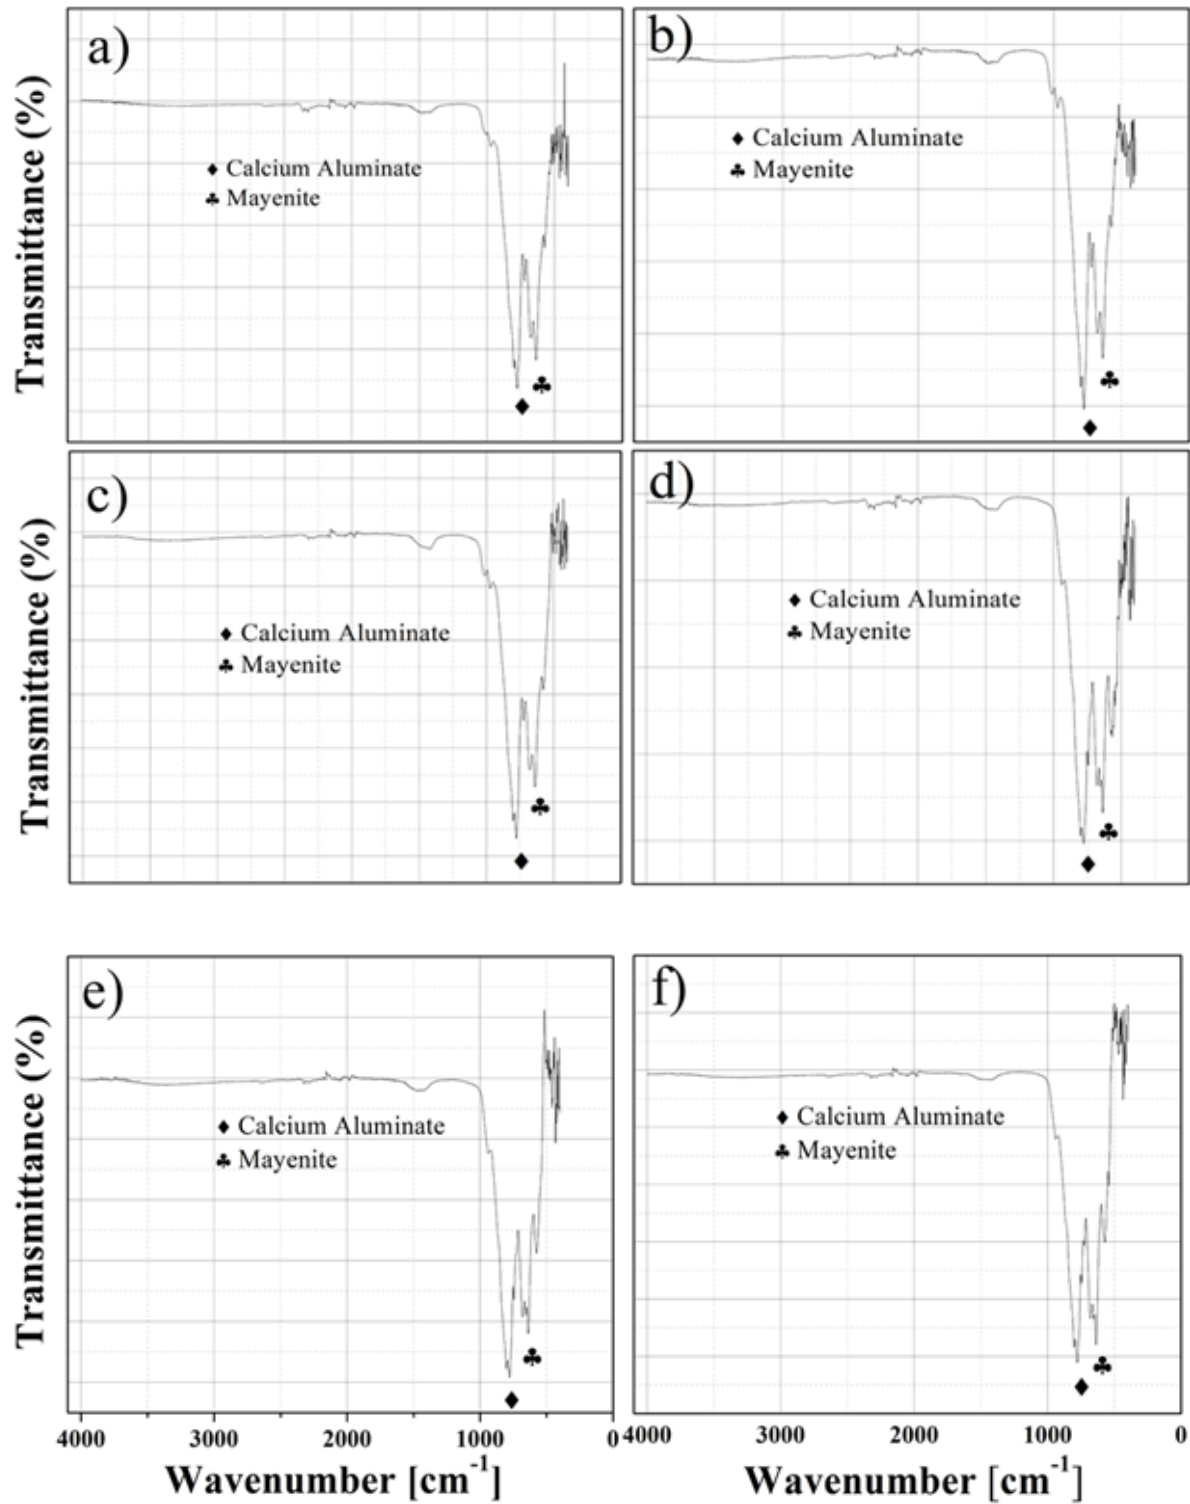 a)
♦ Calcium Aluminate
♣ Mayenite
Transmittance (%)
b)
♦ Calcium Aluminate
♣ Mayenite
♣
♦
♣
♦
c)
♦ Calcium Aluminate
♣ Mayenite
Transmittance (%)
d)
♦ Calcium Aluminate
♣ Mayenite
♣
♦
♣
♦
e)
♦ Calcium Aluminate
♣ Mayenite
Transmittance (%)
f)
♦ Calcium Aluminate
♣ Mayenite
♣
♦
♣
♦
4000 3000 2000 1000 0
4000 3000 2000 1000 0
Wavenumber [cm⁻¹]
Wavenumber [cm⁻¹]